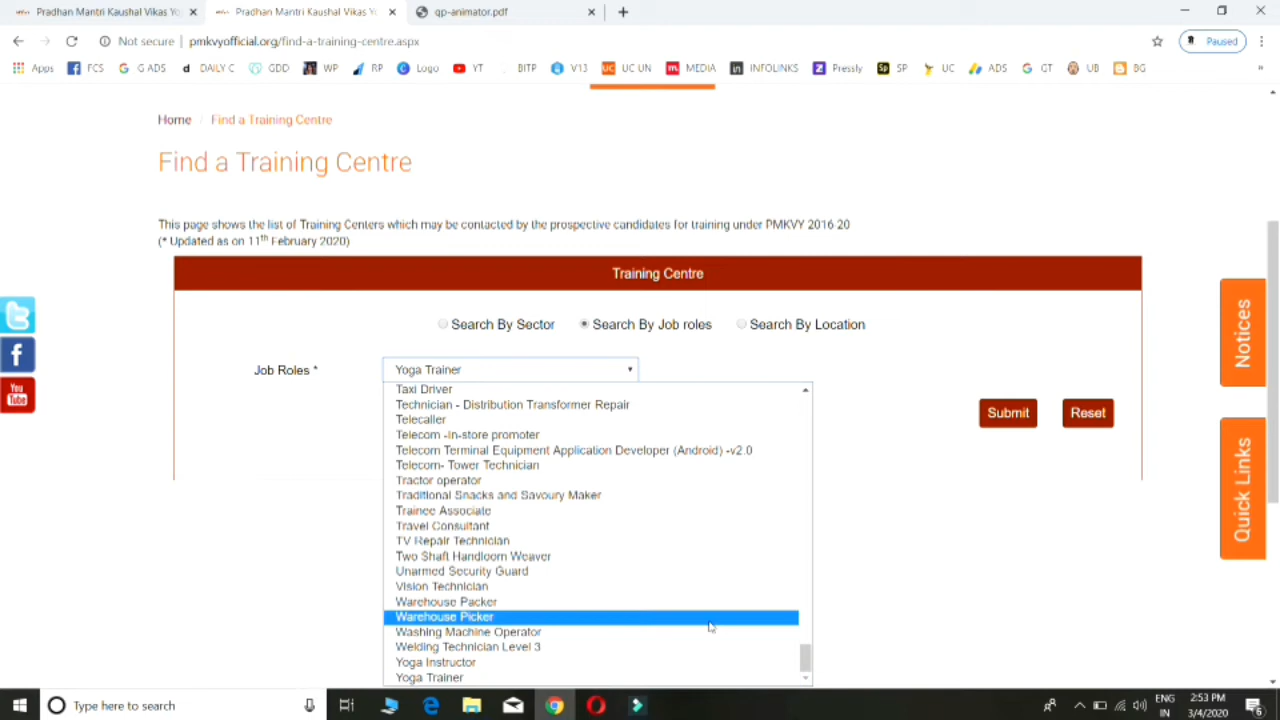 Pradhan Mantri Kaushal Vikas Yo
Pradhan Mantri Kaushal Vikas Yo
qp-animator.pdf
Not secure | pmkvyofficial.org/find-a-training-centre.aspx
Paused
Apps
FCS
G ADS
DAILY C
GDD
WP
RP
Logo
YT
BITP
V13
UC UN
MEDIA
INFOLINKS
Pressly
SP
UC
ADS
GT
UB
BG
Home / Find a Training Centre
Find a Training Centre
This page shows the list of Training Centers which may be contacted by the prospective candidates for training under PMKVY 2016 20
(* Updated as on 11th February 2020)
Training Centre
Search By Sector
Search By Job roles
Search By Location
Job Roles *
Yoga Trainer
Taxi Driver
Technician - Distribution Transformer Repair
Telecaller
Telecom -In-store promoter
Telecom Terminal Equipment Application Developer (Android) -v2.0
Telecom- Tower Technician
Tractor operator
Traditional Snacks and Savoury Maker
Trainee Associate
Travel Consultant
TV Repair Technician
Two Shaft Handloom Weaver
Unarmed Security Guard
Vision Technician
Warehouse Packer
Warehouse Picker
Washing Machine Operator
Welding Technician Level 3
Yoga Instructor
Yoga Trainer
Submit
Reset
Notices
Quick Links
You
Tube
Type here to search
ENG
IN
2:53 PM
3/4/2020
6